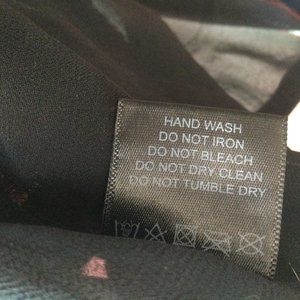 HAND WASH
DO NOT IRON
DO NOT BLEACH
DO NOT DRY CLEAN
DO NOT TUMBLE DRY